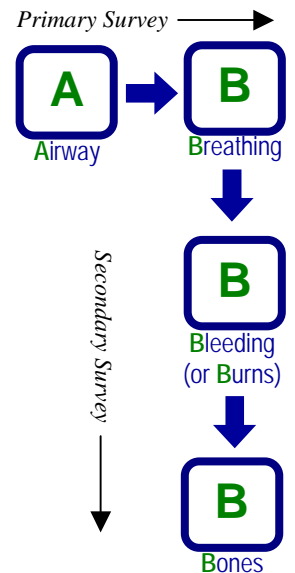 Primary Survey
A
B
Airway
Breathing
Secondary Survey
B
Bleeding
(or Burns)
B
Bones